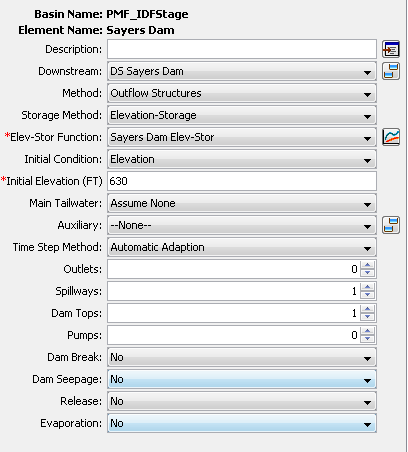 Basin Name: PMF_IDFStage
Element Name: Sayers Dam
Description:
Downstream: DS Sayers Dam
Method: Outflow Structures
Storage Method: Elevation-Storage
*Elev-Stor Function: Sayers Dam Elev-Stor
Initial Condition: Elevation
*Initial Elevation (FT) 630
Main Tailwater: Assume None
Auxiliary: --None--
Time Step Method: Automatic Adaption
Outlets: 0
Spillways: 1
Dam Tops: 1
Pumps: 0
Dam Break: No
Dam Seepage: No
Release: No
Evaporation: No